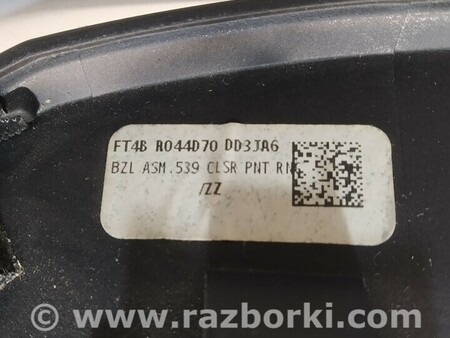 FT4B R044D70 DD3JA6
BZL ASM.539 CLSR PNT RN
/ZZ
© www.razborki.com